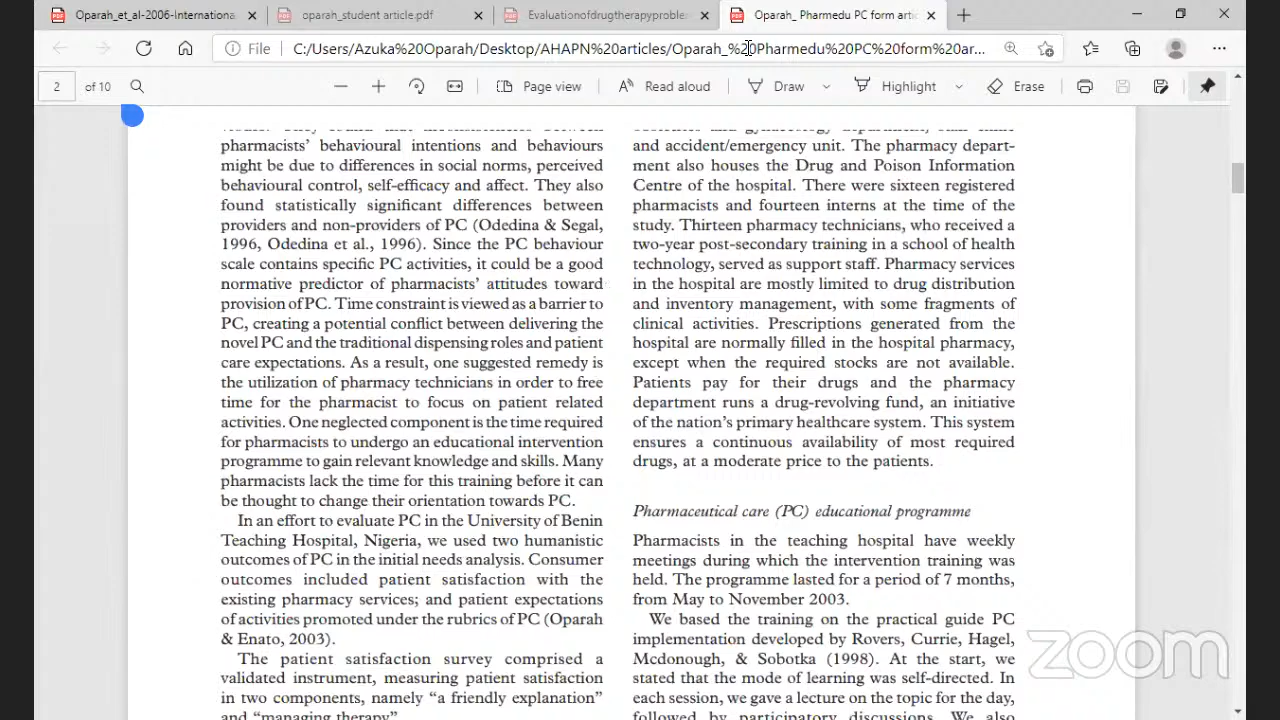 Oparah_et_al-2006-Internationa
oparah_student article.pdf
Evaluationofdrugtherapyproble
Oparah_ Pharmedu PC form artic
File
C:/Users/Azuka%20Oparah/Desktop/AHAPN%20articles/Oparah_%20Pharmedu%20PC%20form%20ar...
2
of 10
Page view
Read aloud
Draw
Highlight
Erase
pharmacists' behavioural intentions and behaviours
might be due to differences in social norms, perceived
behavioural control, self-efficacy and affect. They also
found statistically significant differences between
providers and non-providers of PC (Odedina & Segal,
1996, Odedina et al., 1996). Since the PC behaviour
scale contains specific PC activities, it could be a good
normative predictor of pharmacists' attitudes toward
provision of PC. Time constraint is viewed as a barrier to
PC, creating a potential conflict between delivering the
novel PC and the traditional dispensing roles and patient
care expectations. As a result, one suggested remedy is
the utilization of pharmacy technicians in order to free
time for the pharmacist to focus on patient related
activities. One neglected component is the time required
for pharmacists to undergo an educational intervention
programme to gain relevant knowledge and skills. Many
pharmacists lack the time for this training before it can
be thought to change their orientation towards PC.
In an effort to evaluate PC in the University of Benin
Teaching Hospital, Nigeria, we used two humanistic
outcomes of PC in the initial needs analysis. Consumer
outcomes included patient satisfaction with the
existing pharmacy services; and patient expectations
of activities promoted under the rubrics of PC (Oparah
& Enato, 2003).
The patient satisfaction survey comprised a
validated instrument, measuring patient satisfaction
in two components, namely "a friendly explanation"
and "managing therapy"
and accident/emergency unit. The pharmacy depart-
ment also houses the Drug and Poison Information
Centre of the hospital. There were sixteen registered
pharmacists and fourteen interns at the time of the
study. Thirteen pharmacy technicians, who received a
two-year post-secondary training in a school of health
technology, served as support staff. Pharmacy services
in the hospital are mostly limited to drug distribution
and inventory management, with some fragments of
clinical activities. Prescriptions generated from the
hospital are normally filled in the hospital pharmacy,
except when the required stocks are not available.
Patients pay for their drugs and the pharmacy
department runs a drug-revolving fund, an initiative
of the nation's primary healthcare system. This system
ensures a continuous availability of most required
drugs, at a moderate price to the patients.
Pharmaceutical care (PC) educational programme
Pharmacists in the teaching hospital have weekly
meetings during which the intervention training was
held. The programme lasted for a period of 7 months,
from May to November 2003.
We based the training on the practical guide PC
implementation developed by Rovers, Currie, Hagel,
Mcdonough, & Sobotka (1998). At the start, we
stated that the mode of learning was self-directed. In
each session, we gave a lecture on the topic for the day,
followed by participatory discussions. We also
zoom